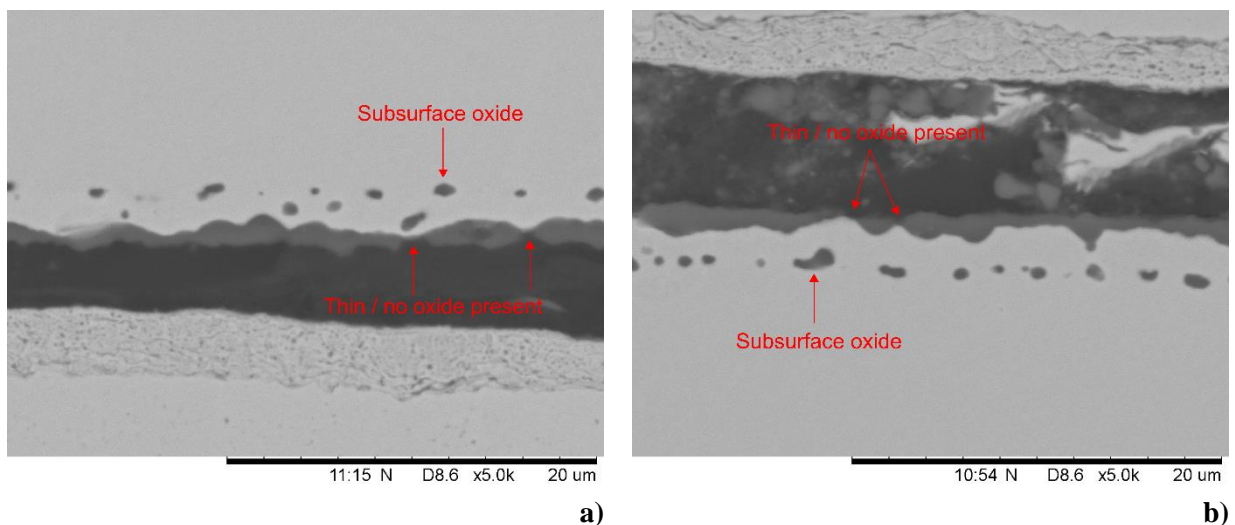 Subsurface oxide
Thin / no oxide present
11:15 N D8.6 x5.0k 20 um
a)
Thin / no oxide present
Subsurface oxide
10:54 N D8.6 x5.0k 20 um
b)